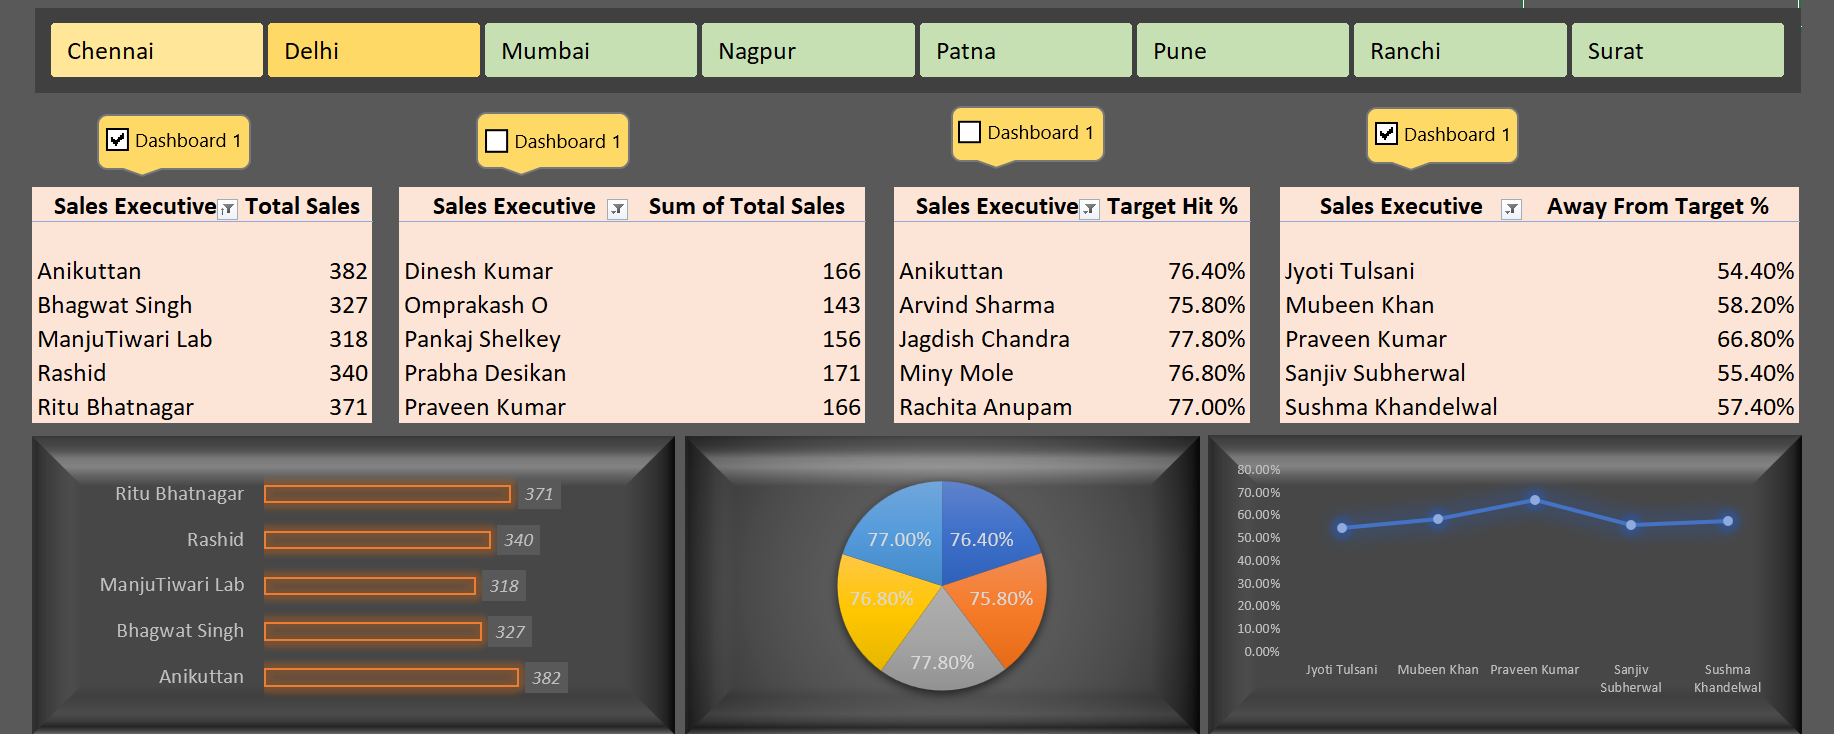 Chennai Delhi Mumbai Nagpur Patna Pune Ranchi Surat
Dashboard 1 Dashboard 1 Dashboard 1 Dashboard 1
Sales Executive Total Sales
Anikuttan 382
Bhagwat Singh 327
ManjuTiwari Lab 318
Rashid 340
Ritu Bhatnagar 371
Sales Executive Sum of Total Sales
Dinesh Kumar 166
Omprakash O 143
Pankaj Shelkey 156
Prabha Desikan 171
Praveen Kumar 166
Sales Executive Target Hit %
Anikuttan 76.40%
Arvind Sharma 75.80%
Jagdish Chandra 77.80%
Miny Mole 76.80%
Rachita Anupam 77.00%
Sales Executive Away From Target %
Jyoti Tulsani 54.40%
Mubeen Khan 58.20%
Praveen Kumar 66.80%
Sanjiv Subherwal 55.40%
Sushma Khandelwal 57.40%
Ritu Bhatnagar 371
Rashid 340
ManjuTiwari Lab 318
Bhagwat Singh 327
Anikuttan 382
77.00% 76.40%
76.80% 75.80%
77.80%
80.00%
70.00%
60.00%
50.00%
40.00%
30.00%
20.00%
10.00%
0.00%
Jyoti Tulsani Mubeen Khan Praveen Kumar Sanjiv Sushma
Subherwal Khandelwal